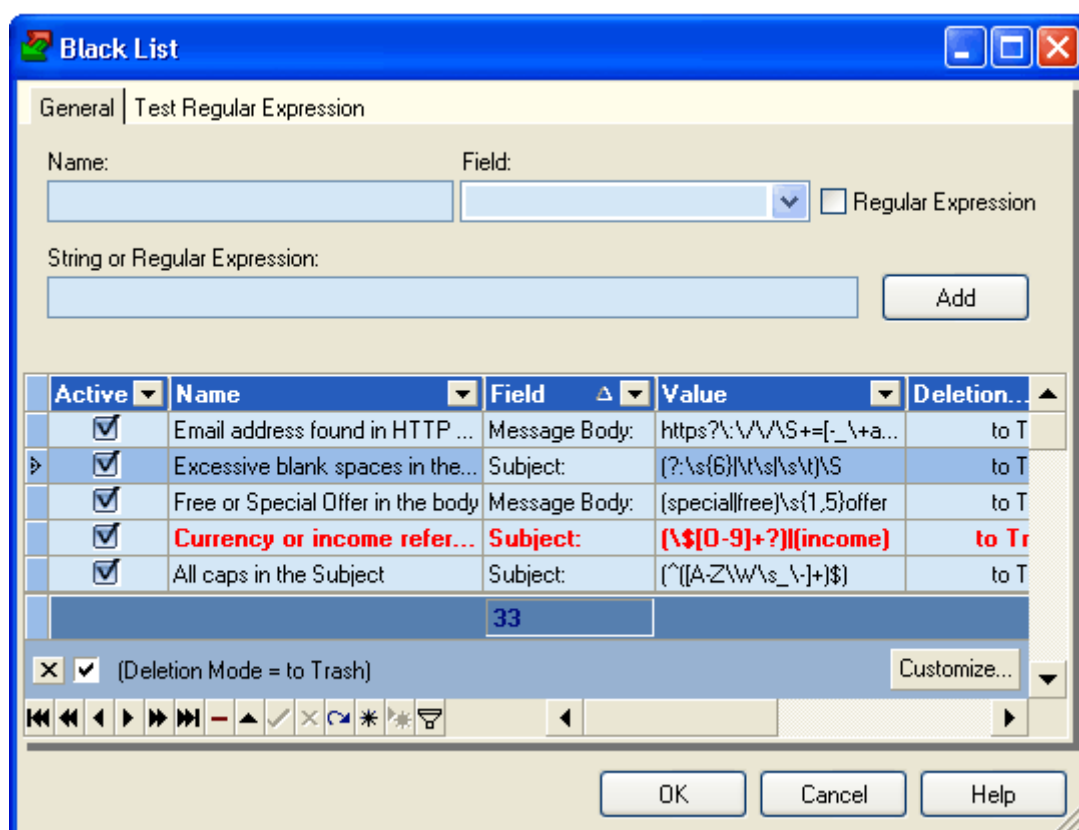 Black List
General Test Regular Expression
Name: Field:
Regular Expression
String or Regular Expression:
Add
Active Name Field Value Deletion...
Email address found in HTTP ... Message Body: https?\:\/\/\S+=[-_\+a... to T
Excessive blank spaces in the... Subject: (?:\s{6}|\t\s|\s\t)\S to T
Free or Special Offer in the body Message Body: (special|free)\s{1,5}offer to T
Currency or income refer... Subject: (\$[0-9]+?)|(income) to Tr
All caps in the Subject Subject: (^([A-Z\W\s_\-]+)$) to T
33
(Deletion Mode = to Trash) Customize...
OK Cancel Help